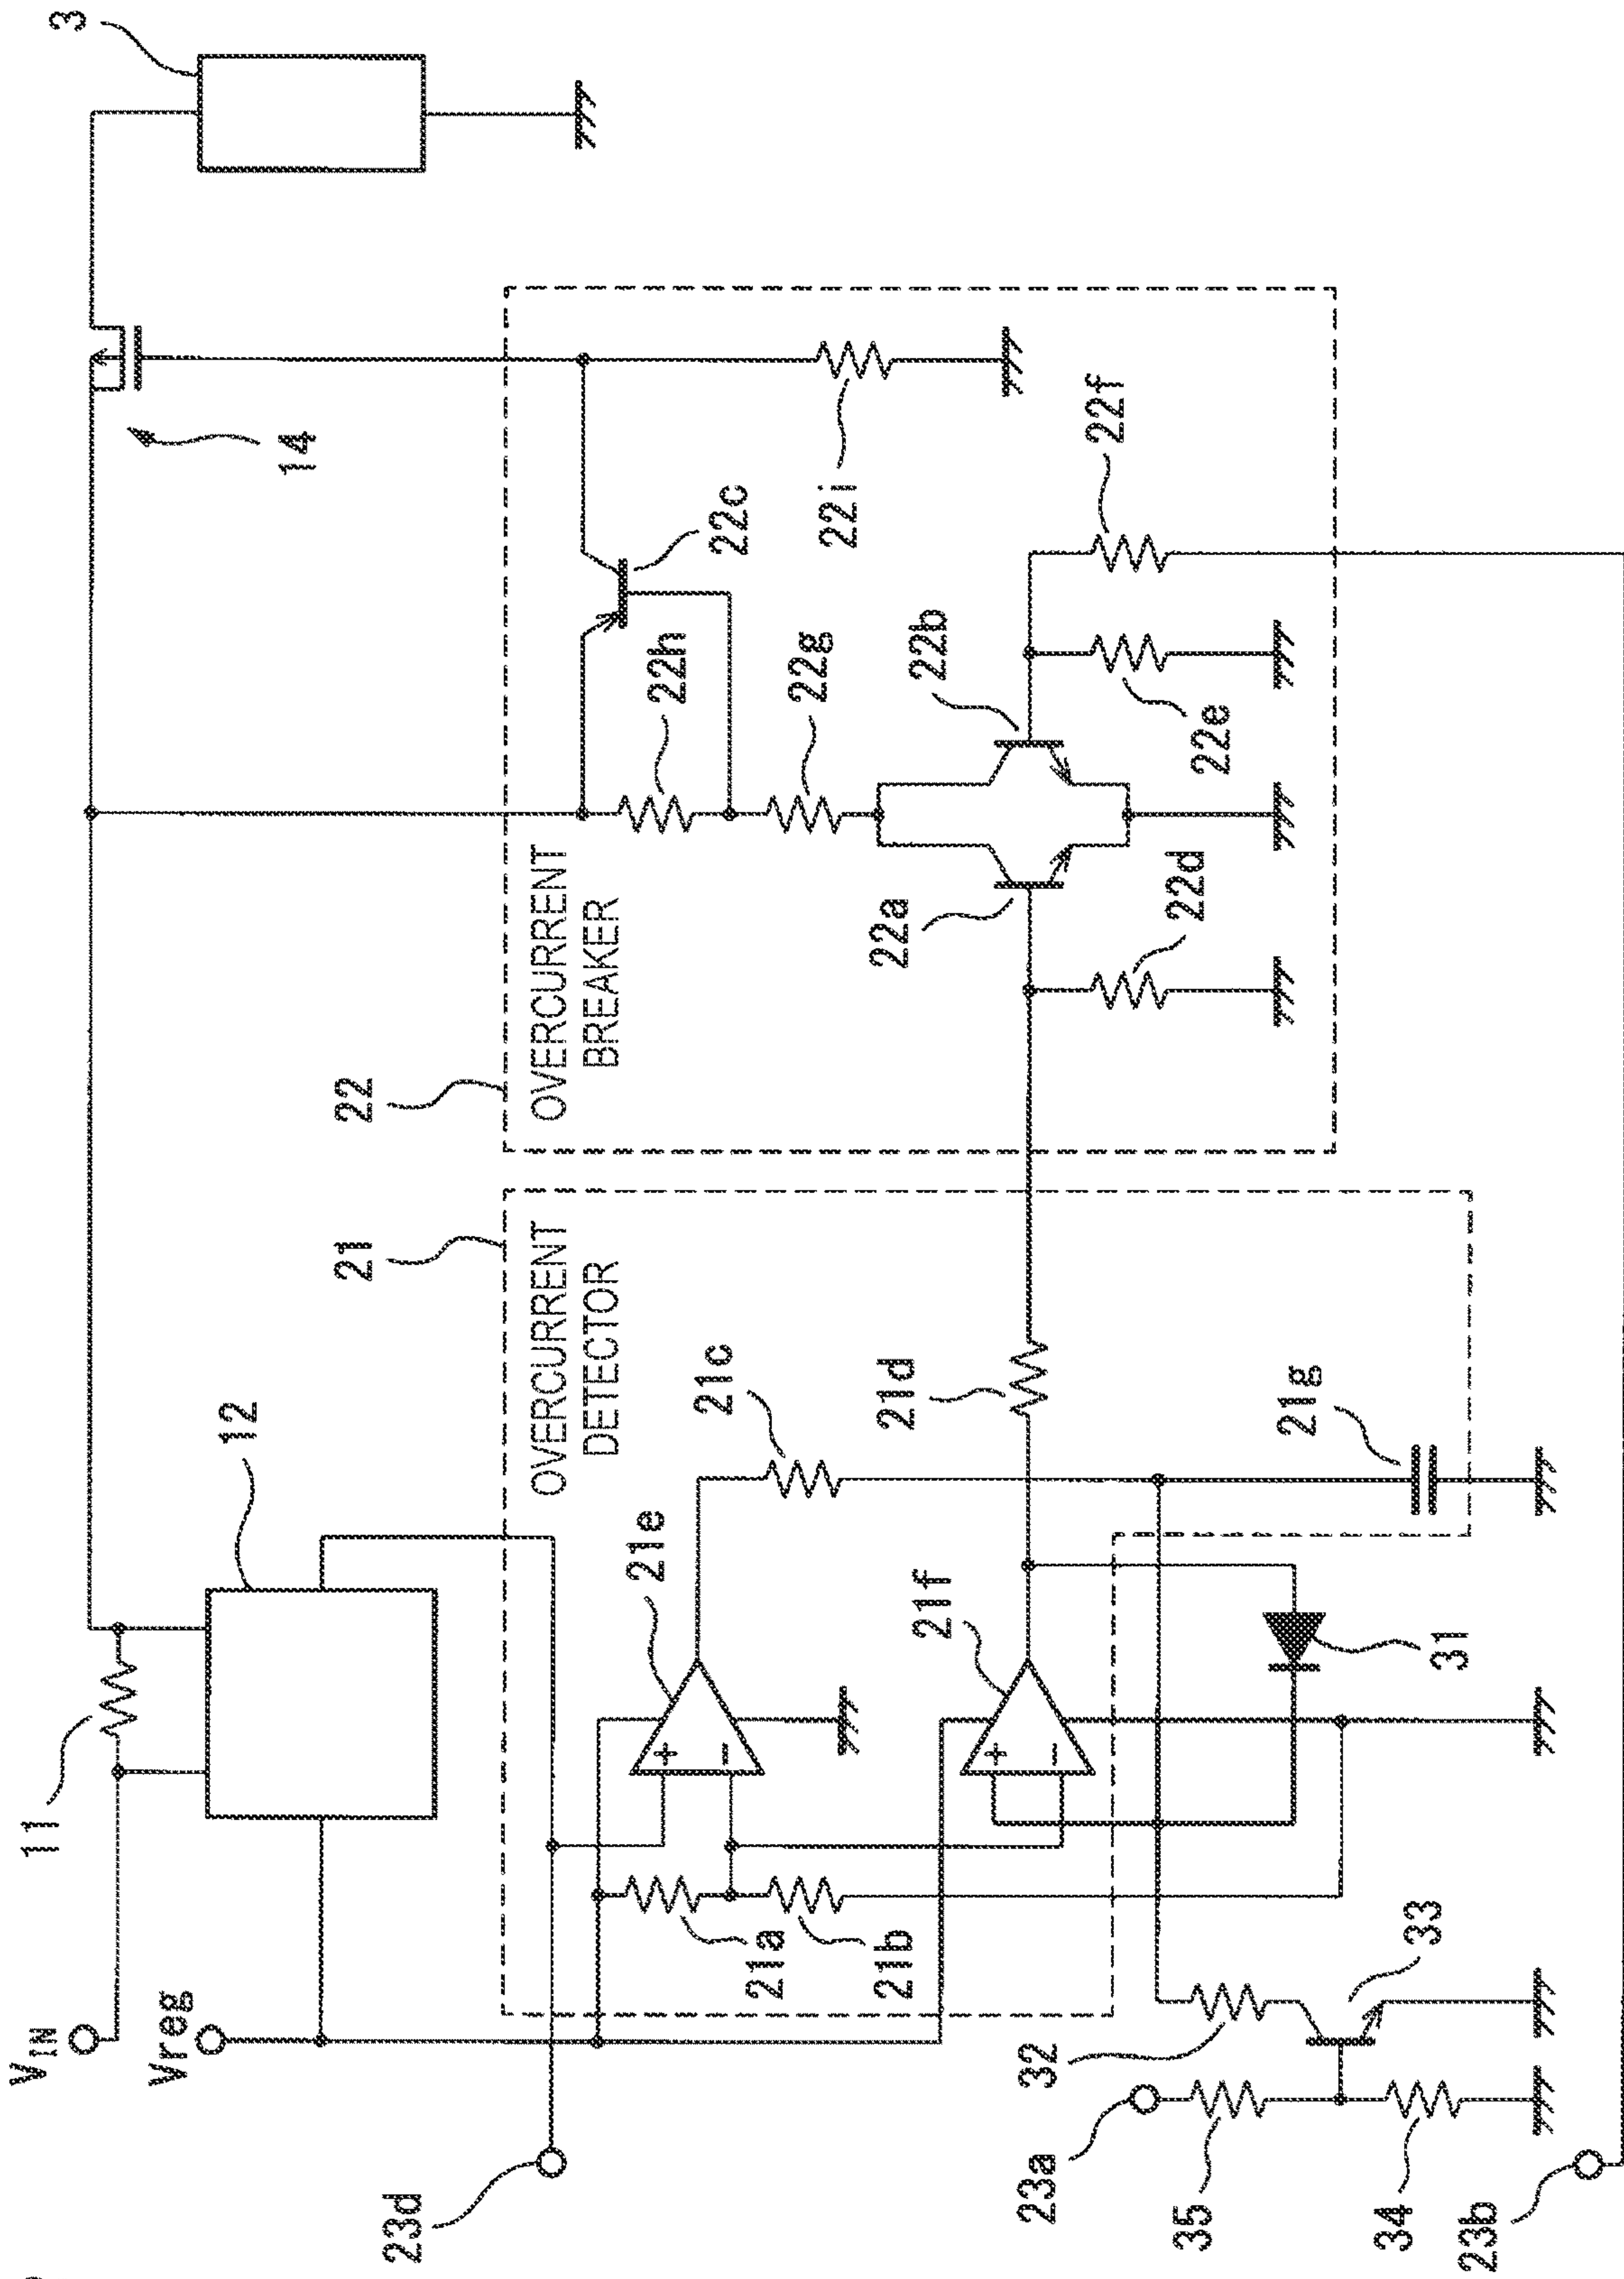 3
14
VIN
11
Vreg
12
21
OVERCURRENT
DETECTOR
22
OVERCURRENT
BREAKER
22c
22h
22g
22i
22f
22b
22e
22a
22d
21e
21c
21d
21f
21g
21a
21b
31
23d
23a
32
33
35
34
23b